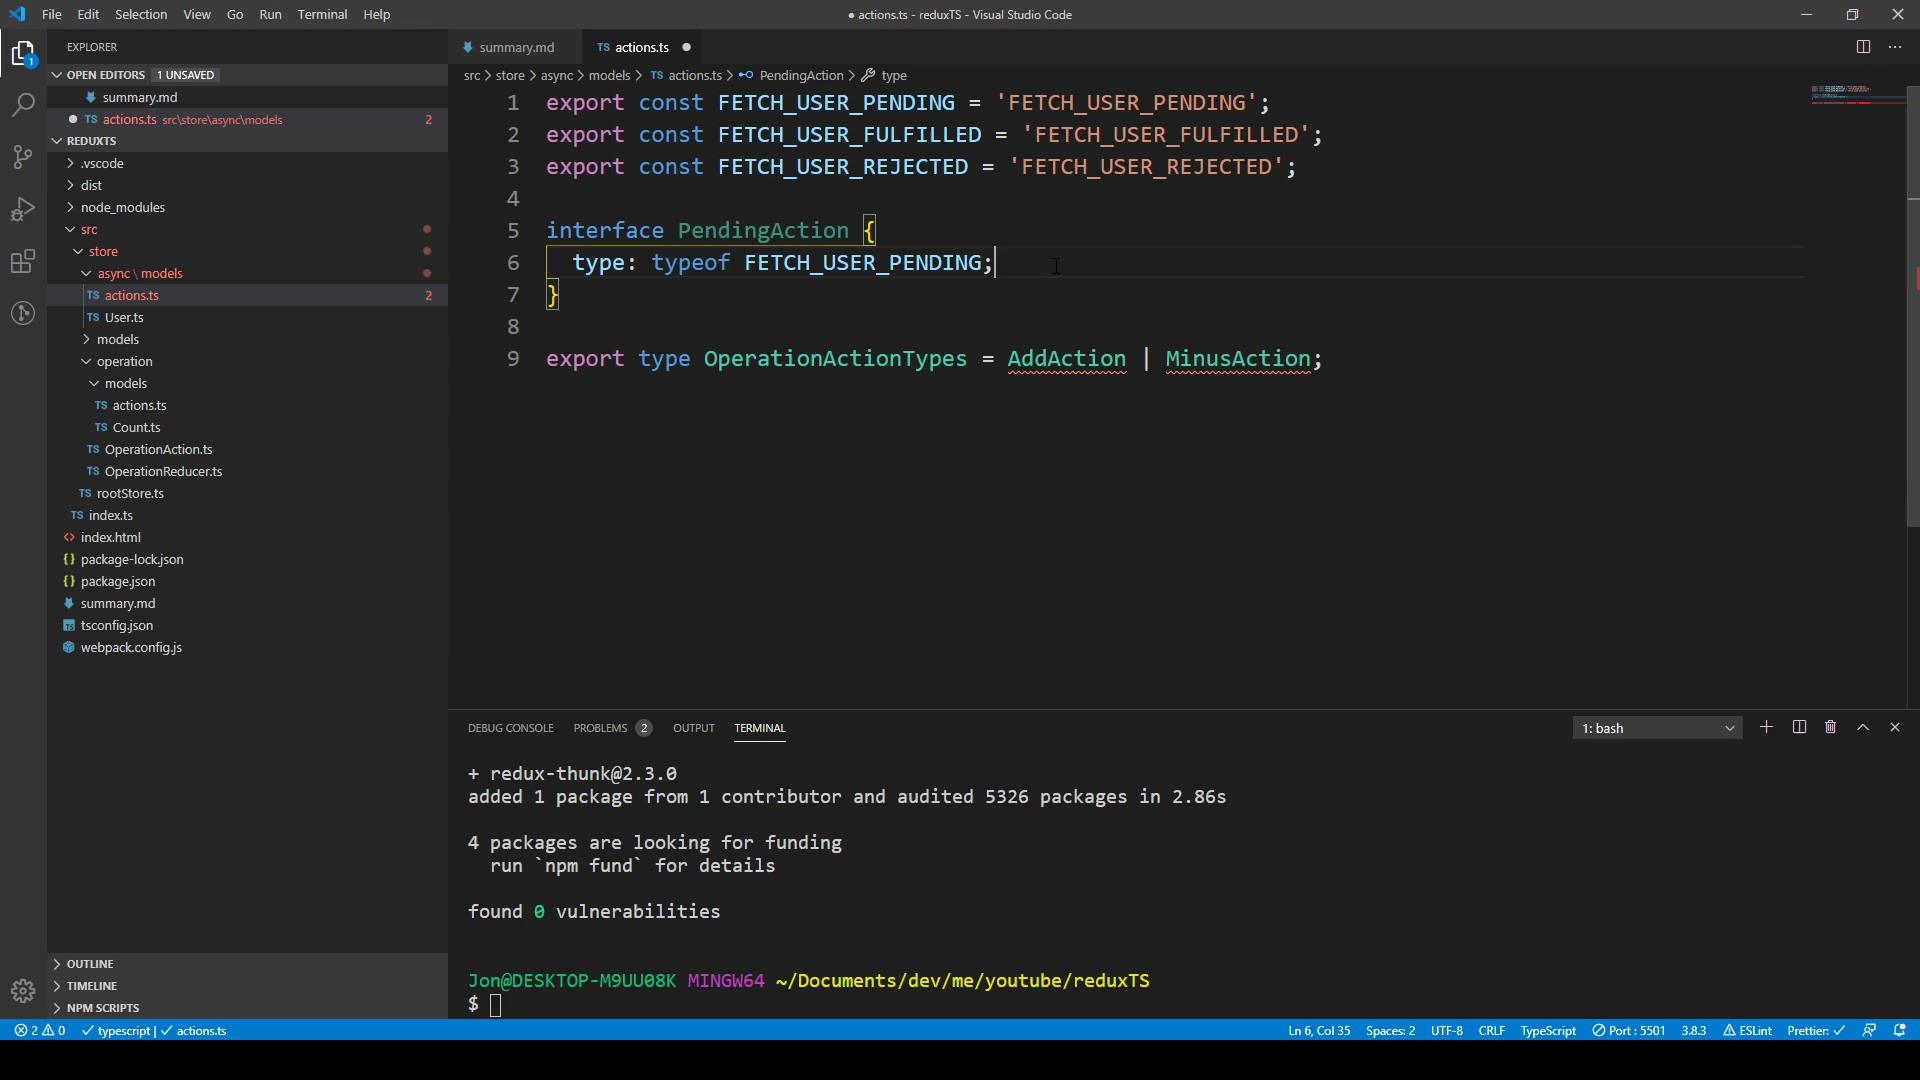 File Edit Selection View Go Run Terminal Help
● actions.ts - reduxTS - Visual Studio Code
EXPLORER
1
OPEN EDITORS 1 UNSAVED
summary.md
TS actions.ts src\store\async\models 2
REDUXTS
.vscode
dist
node_modules
src
store
async \ models
TS actions.ts 2
TS User.ts
models
operation
models
TS actions.ts
TS Count.ts
TS OperationAction.ts
TS OperationReducer.ts
TS rootStore.ts
TS index.ts
<> index.html
{} package-lock.json
{} package.json
summary.md
TS tsconfig.json
webpack.config.js
OUTLINE
TIMELINE
NPM SCRIPTS
summary.md
TS actions.ts ●
src > store > async > models > TS actions.ts > PendingAction > type
1 export const FETCH_USER_PENDING = 'FETCH_USER_PENDING';
2 export const FETCH_USER_FULFILLED = 'FETCH_USER_FULFILLED';
3 export const FETCH_USER_REJECTED = 'FETCH_USER_REJECTED';
4
5 interface PendingAction {
6 type: typeof FETCH_USER_PENDING;
7 }
8
9 export type OperationActionTypes = AddAction | MinusAction;
DEBUG CONSOLE PROBLEMS 2 OUTPUT TERMINAL
1: bash
+ redux-thunk@2.3.0
added 1 package from 1 contributor and audited 5326 packages in 2.86s
4 packages are looking for funding
run `npm fund` for details
found 0 vulnerabilities
Jon@DESKTOP-M9UU08K MINGW64 ~/Documents/dev/me/youtube/reduxTS
$
2 0 typescript | actions.ts
Ln 6, Col 35 Spaces: 2 UTF-8 CRLF TypeScript Port : 5501 3.8.3 ESLint Prettier: